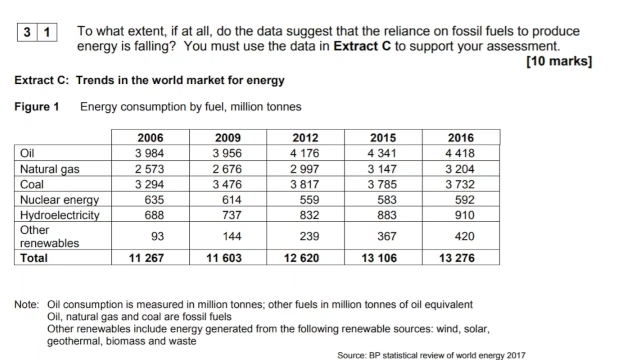 3 1 To what extent, if at all, do the data suggest that the reliance on fossil fuels to produce
energy is falling? You must use the data in Extract C to support your assessment.
[10 marks]
Extract C: Trends in the world market for energy
Figure 1 Energy consumption by fuel, million tonnes
2006 2009 2012 2015 2016
Oil 3 984 3 956 4 176 4 341 4 418
Natural gas 2 573 2 676 2 997 3 147 3 204
Coal 3 294 3 476 3 817 3 785 3 732
Nuclear energy 635 614 559 583 592
Hydroelectricity 688 737 832 883 910
Other
renewables 93 144 239 367 420
Total 11 267 11 603 12 620 13 106 13 276
Note: Oil consumption is measured in million tonnes; other fuels in million tonnes of oil equivalent
Oil, natural gas and coal are fossil fuels
Other renewables include energy generated from the following renewable sources: wind, solar,
geothermal, biomass and waste
Source: BP statistical review of world energy 2017